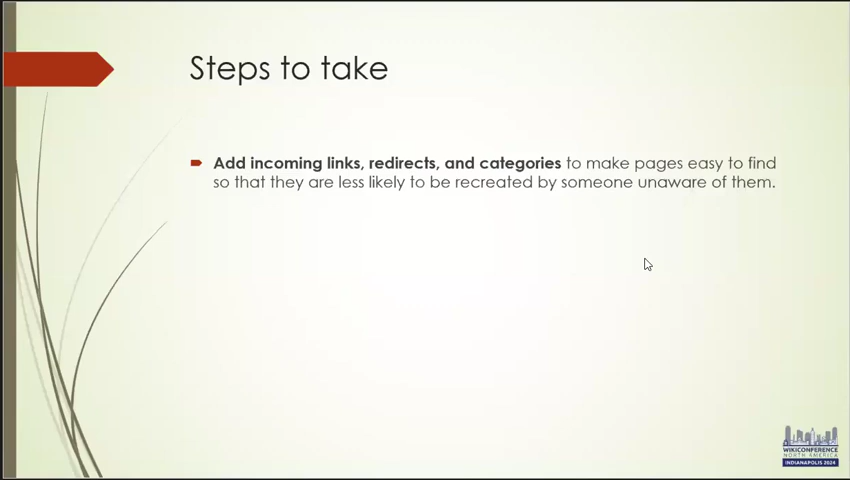 Steps to take
Add incoming links, redirects, and categories to make pages easy to find
so that they are less likely to be recreated by someone unaware of them.
WIKICONFERENCE
NORTH AMERICA
INDIANAPOLIS 2024